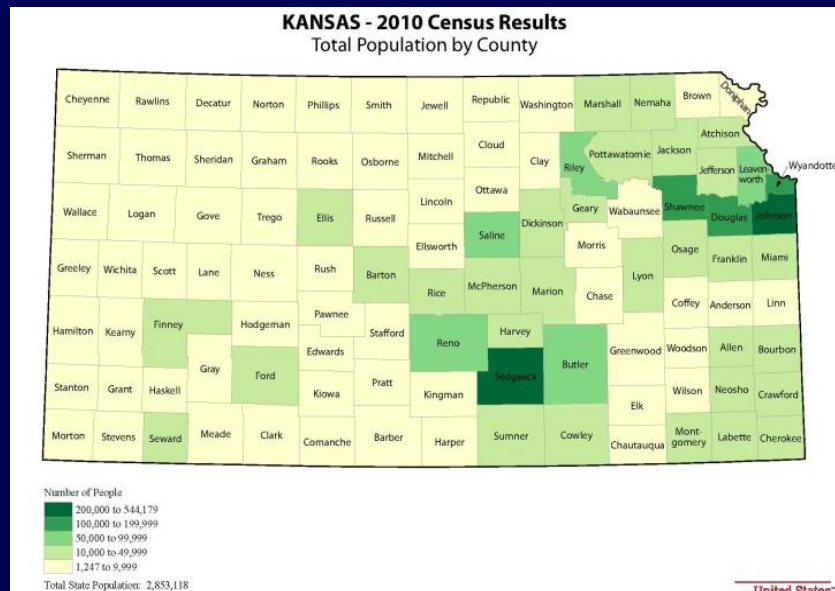 KANSAS - 2010 Census Results
Total Population by County
Cheyenne Rawlins Decatur Norton Phillips Smith Jewell Republic Washington Marshall Nemaha Brown Doniphan
Atchison
Sherman Thomas Sheridan Graham Rooks Osborne Mitchell Cloud Clay Riley Pottawatomie Jackson Jefferson Leaven-
worth
Wyandotte
Ottawa
Wallace Logan Gove Trego Ellis Russell Lincoln Saline Dickinson Geary Wabaunsee Shawnee Douglas Johnson
Ellsworth Morris
Greeley Wichita Scott Lane Ness Rush Barton Rice McPherson Marion Chase Lyon Osage Franklin Miami
Coffey Anderson Linn
Hamilton Kearny Finney Hodgeman Pawnee Stafford Reno Harvey
Edwards Butler Greenwood Woodson Allen Bourbon
Stanton Grant Haskell Gray Ford Kiowa Pratt Kingman Sedgwick Elk Wilson Neosho Crawford
Morton Stevens Seward Meade Clark Comanche Barber Harper Sumner Cowley Chautauqua Mont-
gomery Labette Cherokee
Number of People
200,000 to 544,179
100,000 to 199,999
50,000 to 99,999
10,000 to 49,999
1,247 to 9,999
Total State Population: 2,853,118
United States